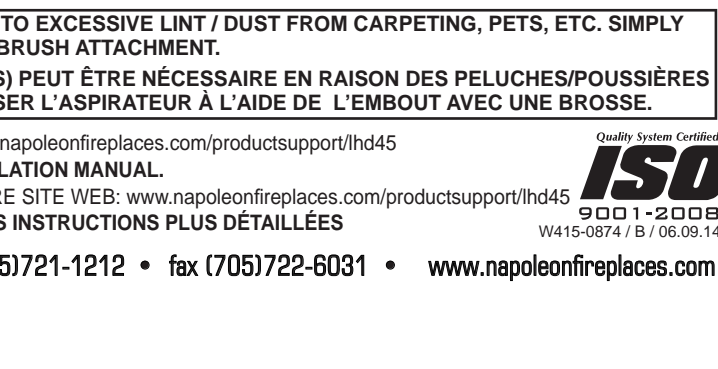 TO EXCESSIVE LINT / DUST FROM CARPETING, PETS, ETC. SIMPLY
BRUSH ATTACHMENT.
S) PEUT ÊTRE NÉCESSAIRE EN RAISON DES PELUCHES/POUSSIÈRES
SER L’ASPIRATEUR À L’AIDE DE L’EMBOUT AVEC UNE BROSSE.
napoleonfireplaces.com/productsupport/lhd45
LATION MANUAL.
RE SITE WEB: www.napoleonfireplaces.com/productsupport/lhd45
S INSTRUCTIONS PLUS DÉTAILLÉES
Quality System Certified
ISO
9001-2008
W415-0874 / B / 06.09.14
5)721-1212 • fax (705)722-6031 • www.napoleonfireplaces.com